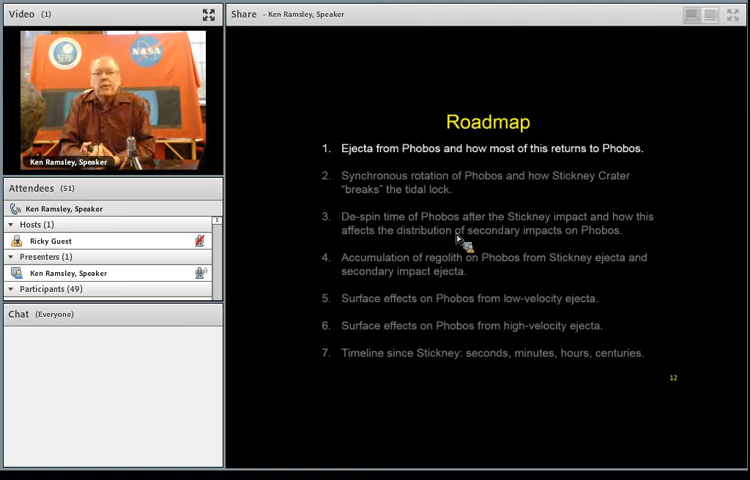 Video (1)
SERVI
NASA
Ken Ramsley, Speaker
Attendees (51)
Ken Ramsley, Speaker
Hosts (1)
Ricky Guest
Presenters (1)
Ken Ramsley, Speaker
Participants (49)
Chat (Everyone)
Share - Ken Ramsley, Speaker
Roadmap
1. Ejecta from Phobos and how most of this returns to Phobos.
2. Synchronous rotation of Phobos and how Stickney Crater
“breaks” the tidal lock.
3. De-spin time of Phobos after the Stickney impact and how this
affects the distribution of secondary impacts on Phobos.
4. Accumulation of regolith on Phobos from Stickney ejecta and
secondary impact ejecta.
5. Surface effects on Phobos from low-velocity ejecta.
6. Surface effects on Phobos from high-velocity ejecta.
7. Timeline since Stickney: seconds, minutes, hours, centuries.
12